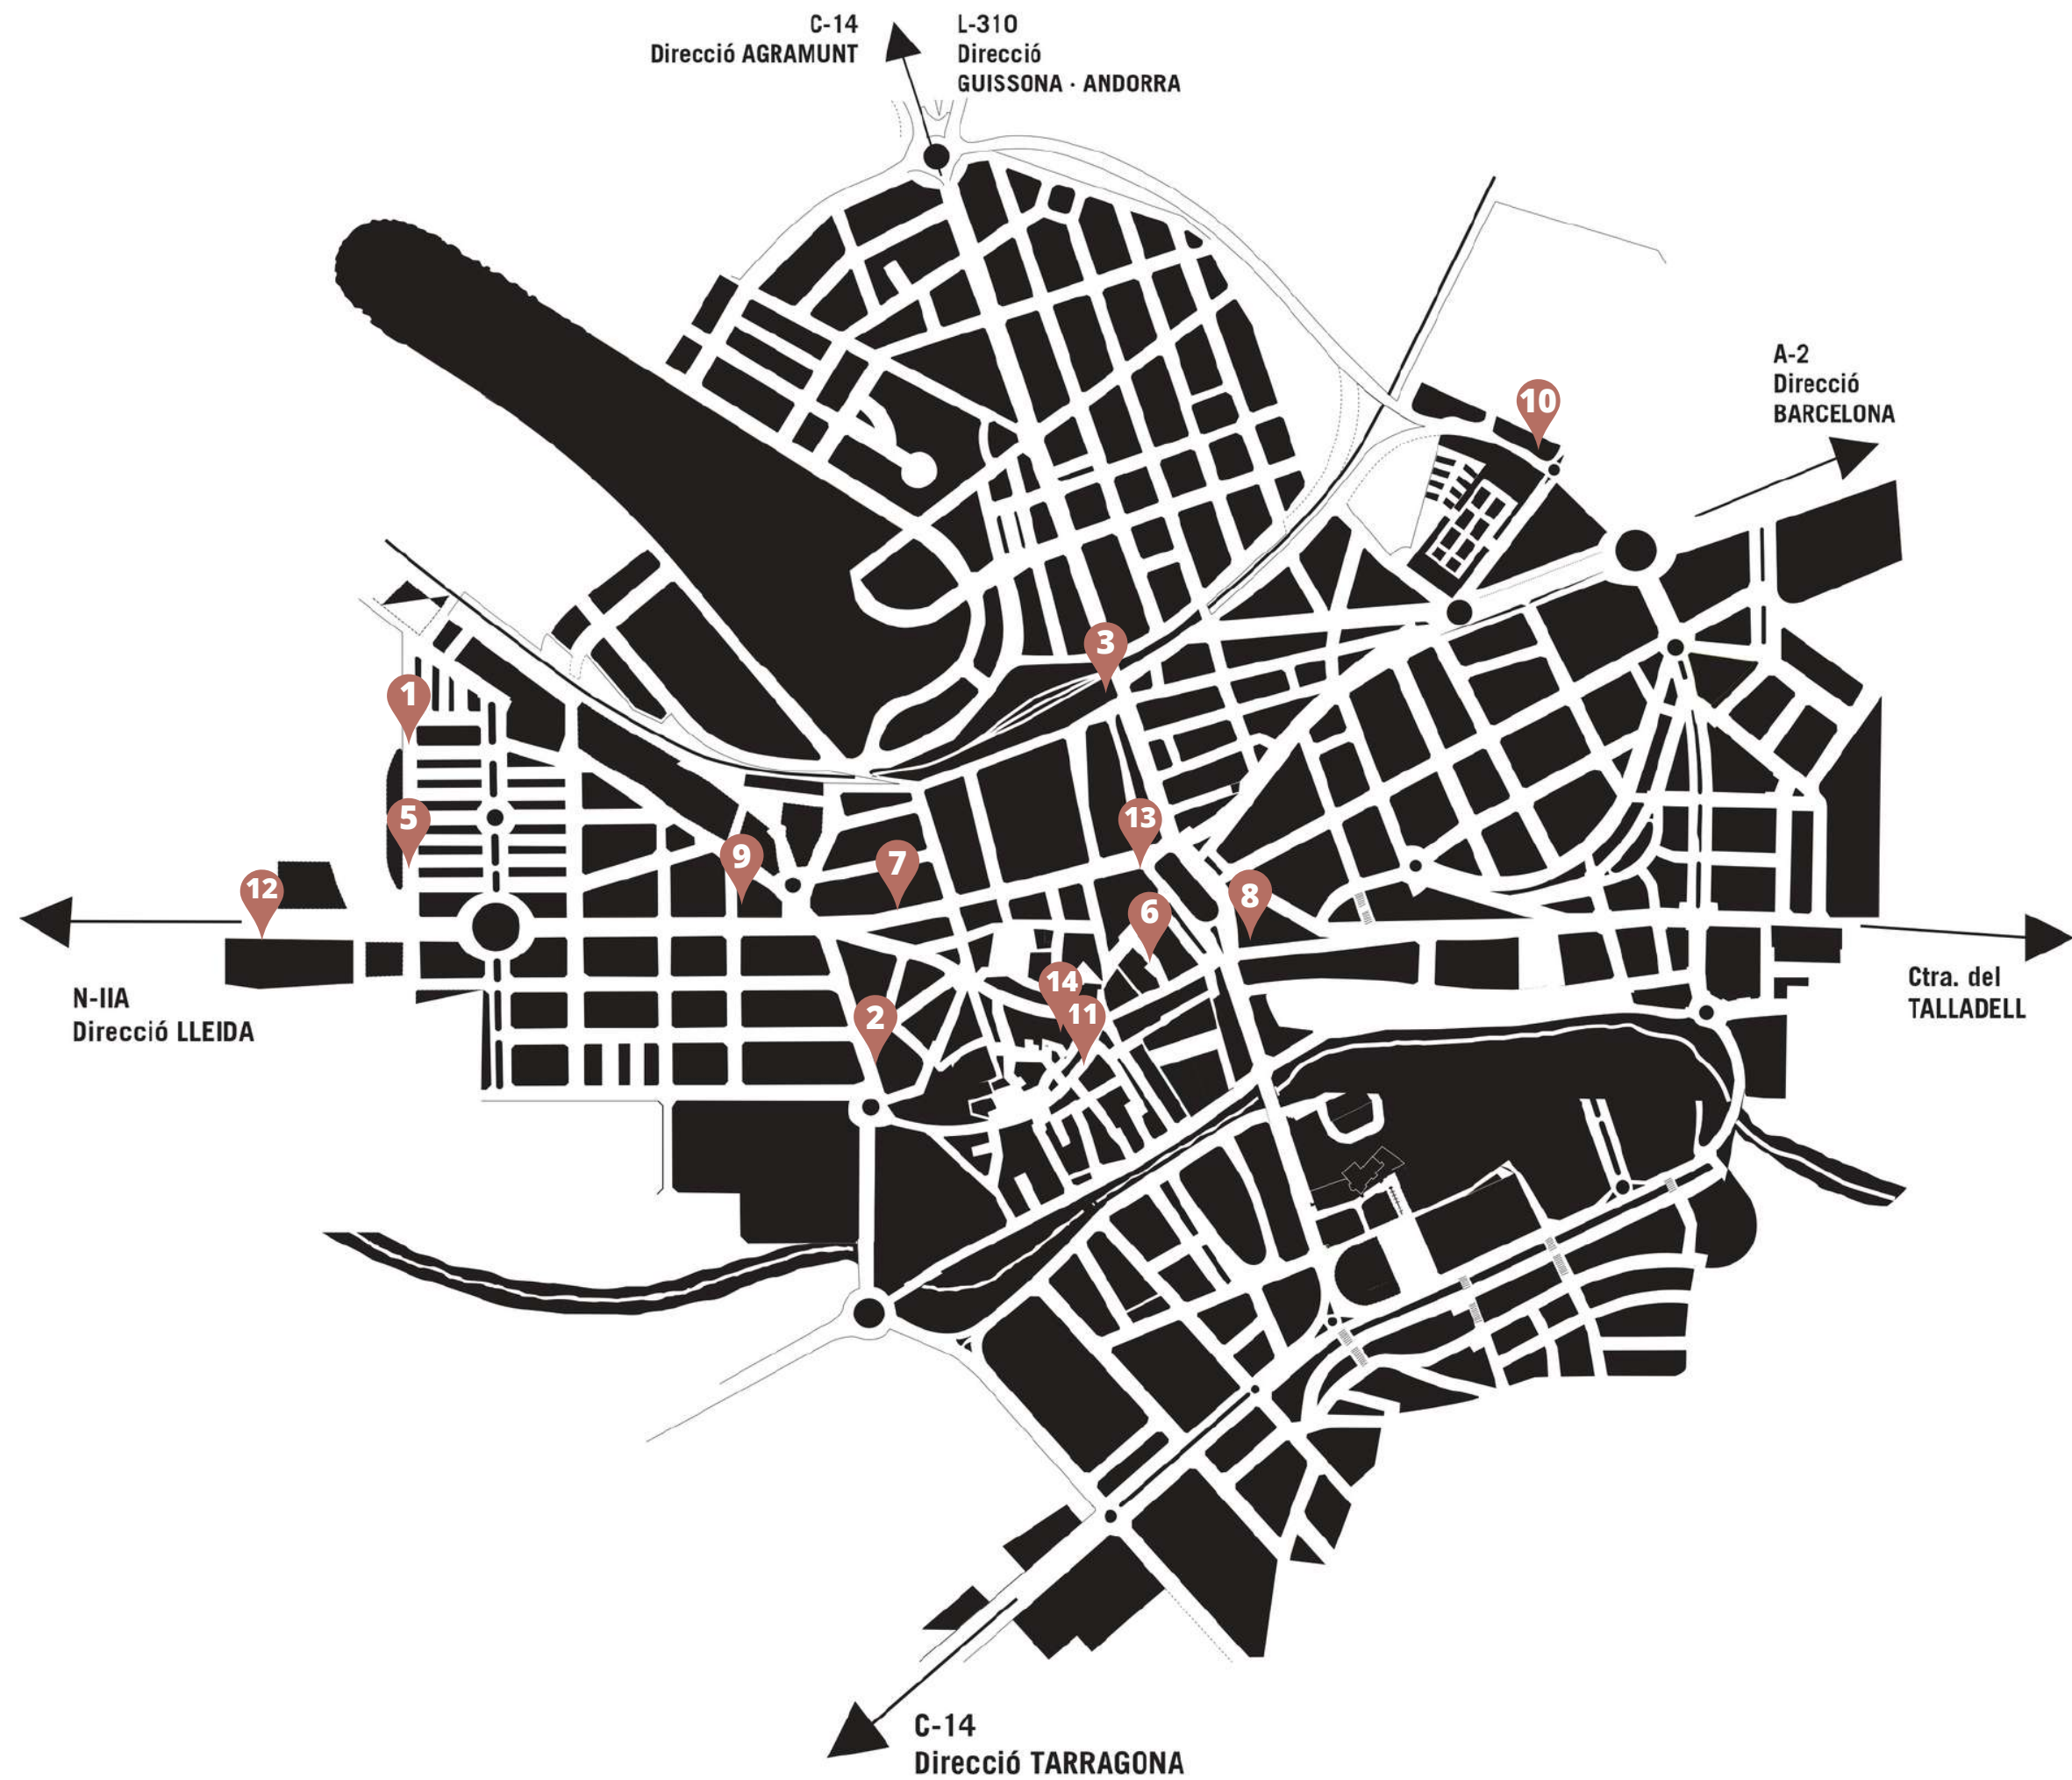 C-14
Direcció AGRAMUNT
L-310
Direcció
GUISSONA · ANDORRA
A-2
Direcció
BARCELONA
10
3
1
5
13
9
7
12
8
6
14
11
2
N-IIA
Direcció LLEIDA
Ctra. del
TALLADELL
C-14
Direcció TARRAGONA